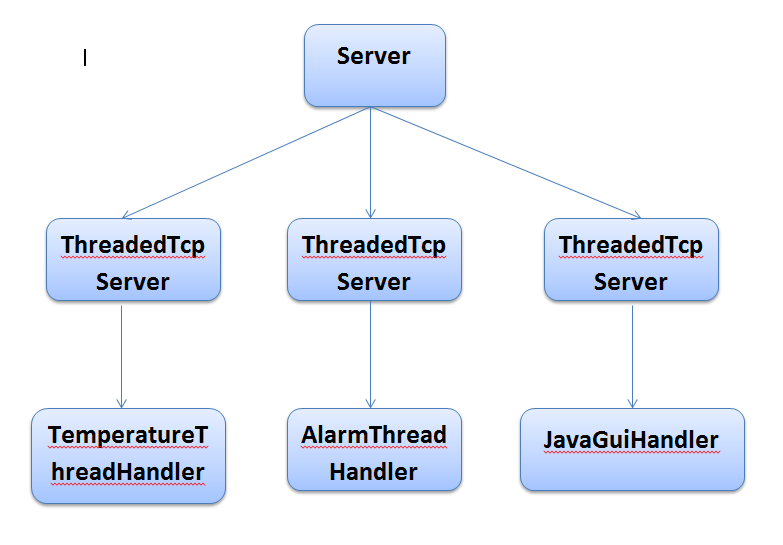 Server
ThreadedTcp
Server
ThreadedTcp
Server
ThreadedTcp
Server
TemperatureT
hreadHandler
AlarmThread
Handler
JavaGuiHandler